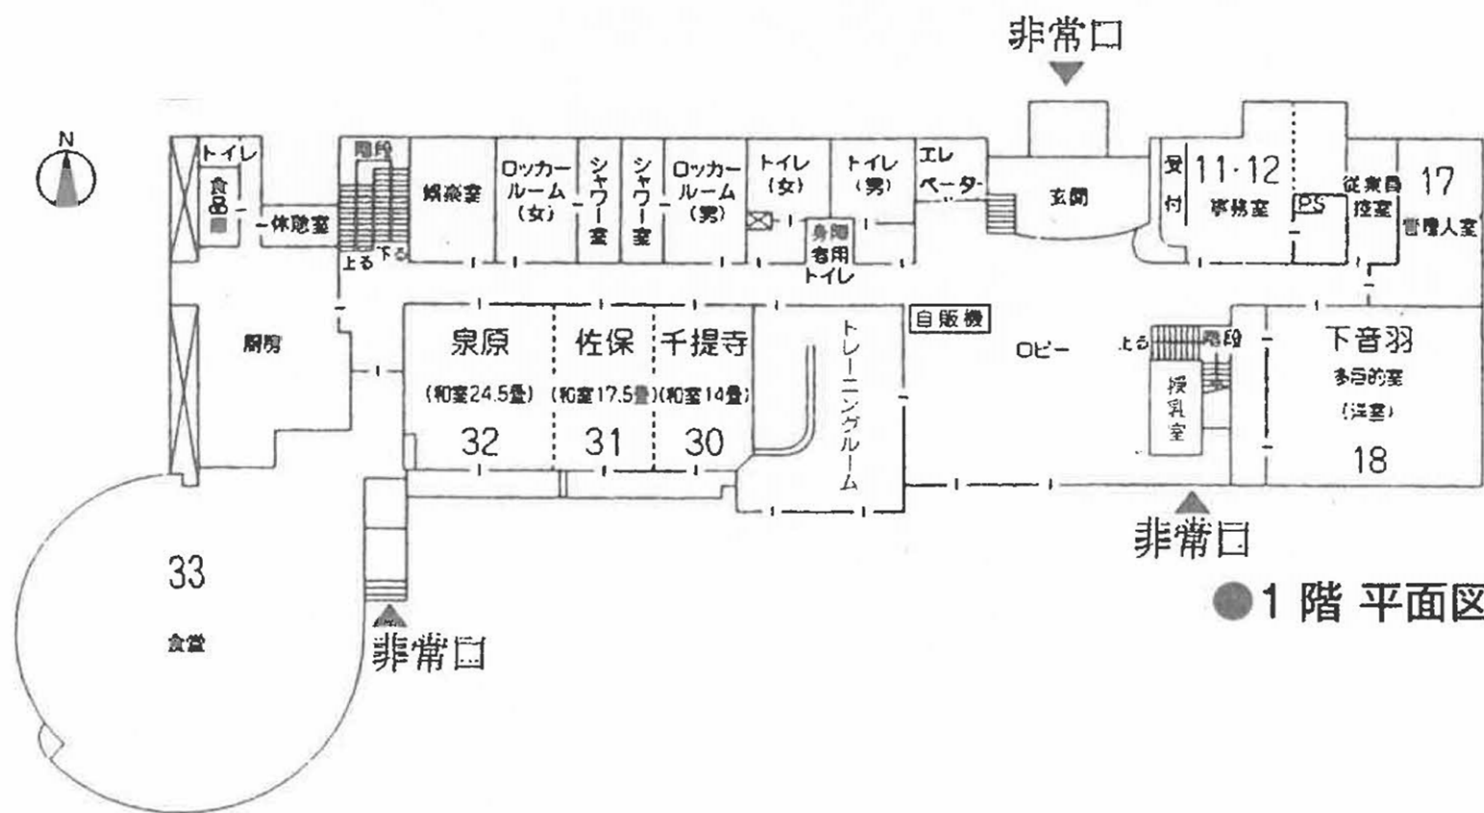 非常口
N
トイレ
食品庫
休憩室
階段
上る
下る
娯楽室
ロッカー
ルーム
(女)
シャワー室
シャワー室
ロッカー
ルーム
(男)
トイレ
(女)
トイレ
(男)
身障
者用
トイレ
エレ
ベーター
玄関
受付
11・12
事務室
PS
従業員
控室
17
管理人室
厨房
泉原
(和室24.5畳)
32
佐保
(和室17.5畳)
31
千提寺
(和室14畳)
30
トレーニングルーム
自販機
ロビー
上る
階段
授乳室
下音羽
多目的室
(洋室)
18
非常口
33
食堂
非常口
●1階 平面図